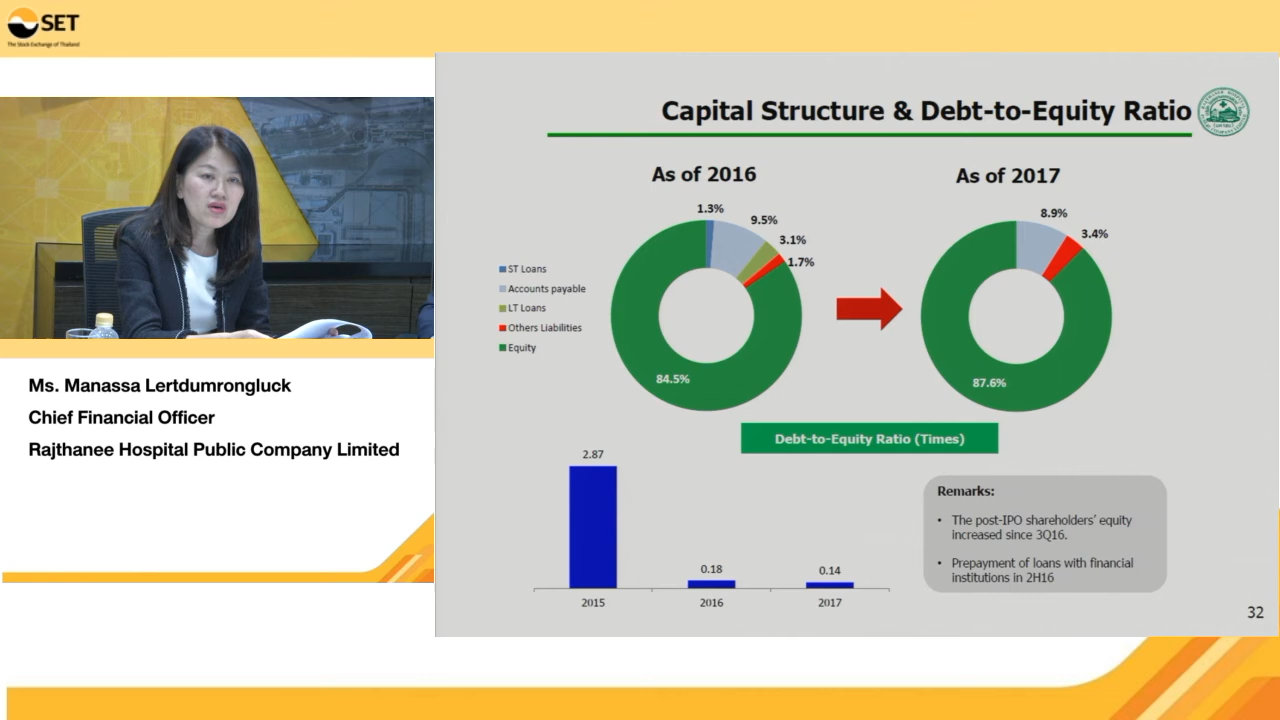 SET
The Stock Exchange of Thailand
Capital Structure & Debt-to-Equity Ratio
As of 2016
As of 2017
1.3%
9.5%
3.1%
1.7%
84.5%
8.9%
3.4%
87.6%
ST Loans
Accounts payable
LT Loans
Others Liabilities
Equity
Ms. Manassa Lertdumrongluck
Chief Financial Officer
Rajthanee Hospital Public Company Limited
Debt-to-Equity Ratio (Times)
2.87
0.18
0.14
2015
2016
2017
Remarks:
• The post-IPO shareholders' equity
increased since 3Q16.
• Prepayment of loans with financial
institutions in 2H16
32